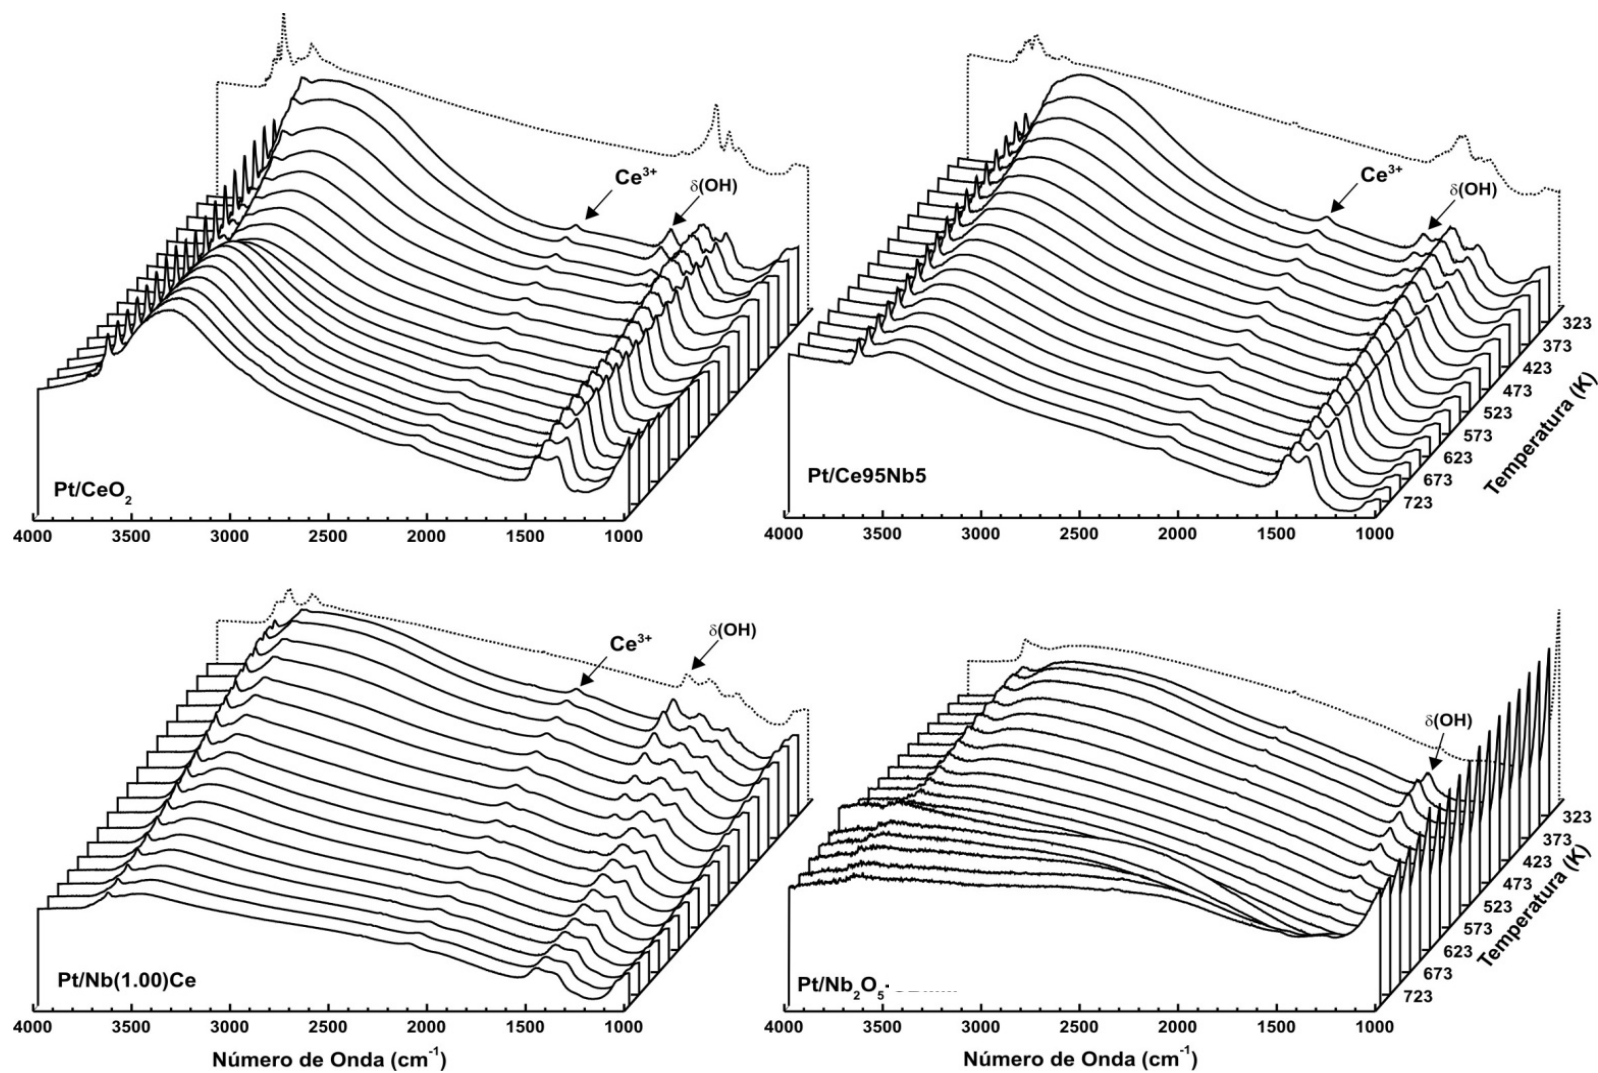 Ce³⁺
δ(OH)
Pt/CeO₂
4000 3500 3000 2500 2000 1500 1000
Ce³⁺
δ(OH)
Pt/Ce95Nb5
4000 3500 3000 2500 2000 1500 1000
323
373
423
473
523
573
623
673
723
Temperatura (K)
Ce³⁺
δ(OH)
Pt/Nb(1.00)Ce
4000 3500 3000 2500 2000 1500 1000
Número de Onda (cm⁻¹)
δ(OH)
Pt/Nb₂O₅-
4000 3500 3000 2500 2000 1500 1000
Número de Onda (cm⁻¹)
323
373
423
473
523
573
623
673
723
Temperatura (K)